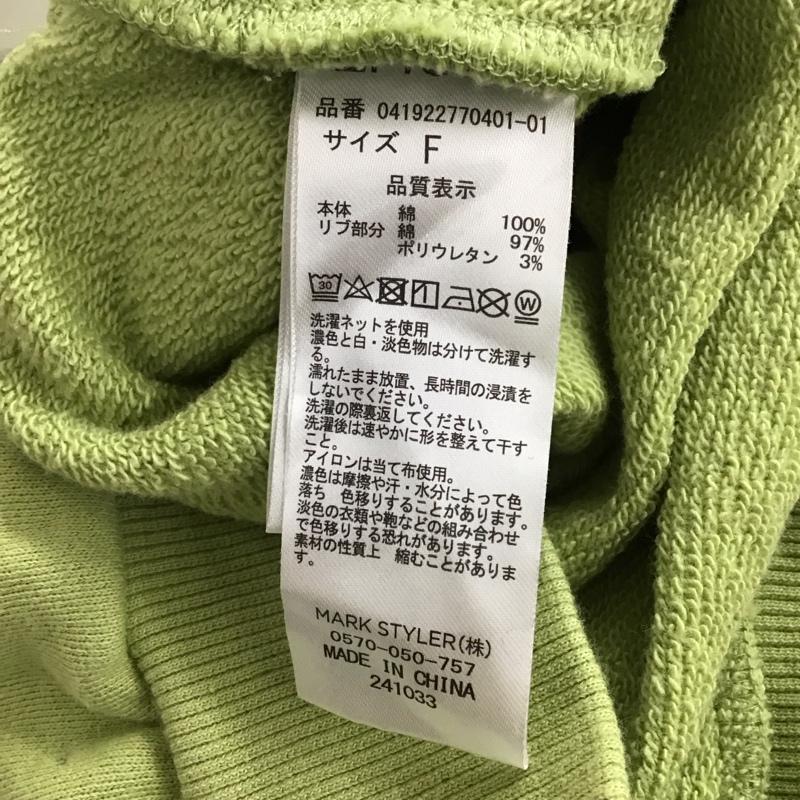 品番 041922770401-01
サイズ F
品質表示
本体 綿 100%
リブ部分 綿 97%
ポリウレタン 3%
30 W
洗濯ネットを使用
濃色と白・淡色物は分けて洗濯す
る。
濡れたまま放置、長時間の浸漬を
しないでください。
洗濯の際裏返してください。
洗濯後は速やかに形を整えて干す
こと。
アイロンは当て布使用。
濃色は摩擦や汗・水分によって色
落ち 色移りすることがあります。
淡色の衣類や鞄などの組み合わせ
で色移りする恐れがあります。
素材の性質上 縮むことがありま
す。
MARK STYLER(株)
0570-050-757
MADE IN CHINA
241033